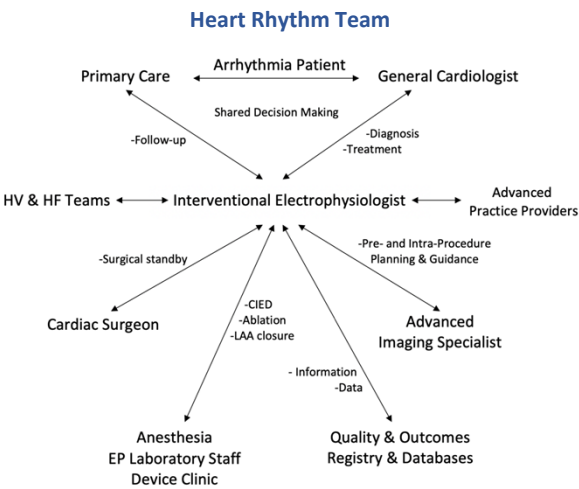 Heart Rhythm Team
Arrhythmia Patient
Primary Care
General Cardiologist
Shared Decision Making
-Follow-up
-Diagnosis
-Treatment
HV & HF Teams
Interventional Electrophysiologist
Advanced
Practice Providers
-Surgical standby
-Pre- and Intra-Procedure
Planning & Guidance
-CIED
-Ablation
-LAA closure
Cardiac Surgeon
Advanced
Imaging Specialist
- Information
-Data
Anesthesia
EP Laboratory Staff
Device Clinic
Quality & Outcomes
Registry & Databases